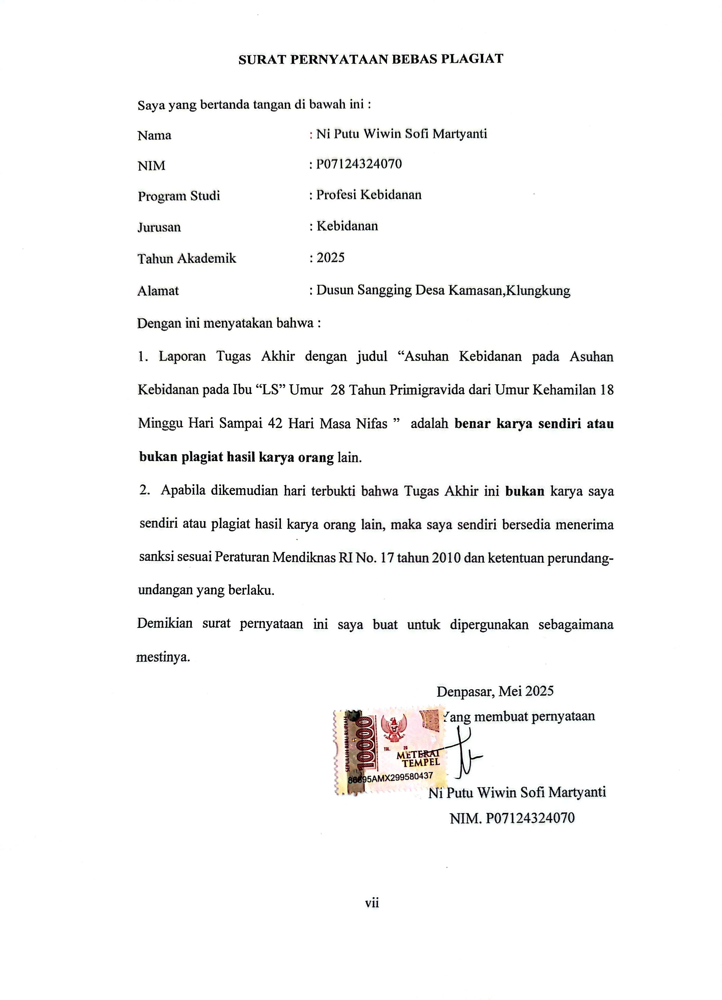 SURAT PERNYATAAN BEBAS PLAGIAT
Saya yang bertanda tangan di bawah ini :
Nama : Ni Putu Wiwin Sofi Martyanti
NIM : P07124324070
Program Studi : Profesi Kebidanan
Jurusan : Kebidanan
Tahun Akademik : 2025
Alamat : Dusun Sangging Desa Kamasan,Klungkung
Dengan ini menyatakan bahwa :
1. Laporan Tugas Akhir dengan judul “Asuhan Kebidanan pada Asuhan
Kebidanan pada Ibu “LS” Umur 28 Tahun Primigravida dari Umur Kehamilan 18
Minggu Hari Sampai 42 Hari Masa Nifas ” adalah benar karya sendiri atau
bukan plagiat hasil karya orang lain.
2. Apabila dikemudian hari terbukti bahwa Tugas Akhir ini bukan karya saya
sendiri atau plagiat hasil karya orang lain, maka saya sendiri bersedia menerima
sanksi sesuai Peraturan Mendiknas RI No. 17 tahun 2010 dan ketentuan perundang-
undangan yang berlaku.
Demikian surat pernyataan ini saya buat untuk dipergunakan sebagaimana
mestinya.
Denpasar, Mei 2025
Yang membuat pernyataan
SEPULUH RIBU RUPIAH
10000
TGL. 20
METERAI
TEMPEL
95AMX299580437
Ni Putu Wiwin Sofi Martyanti
NIM. P07124324070
vii